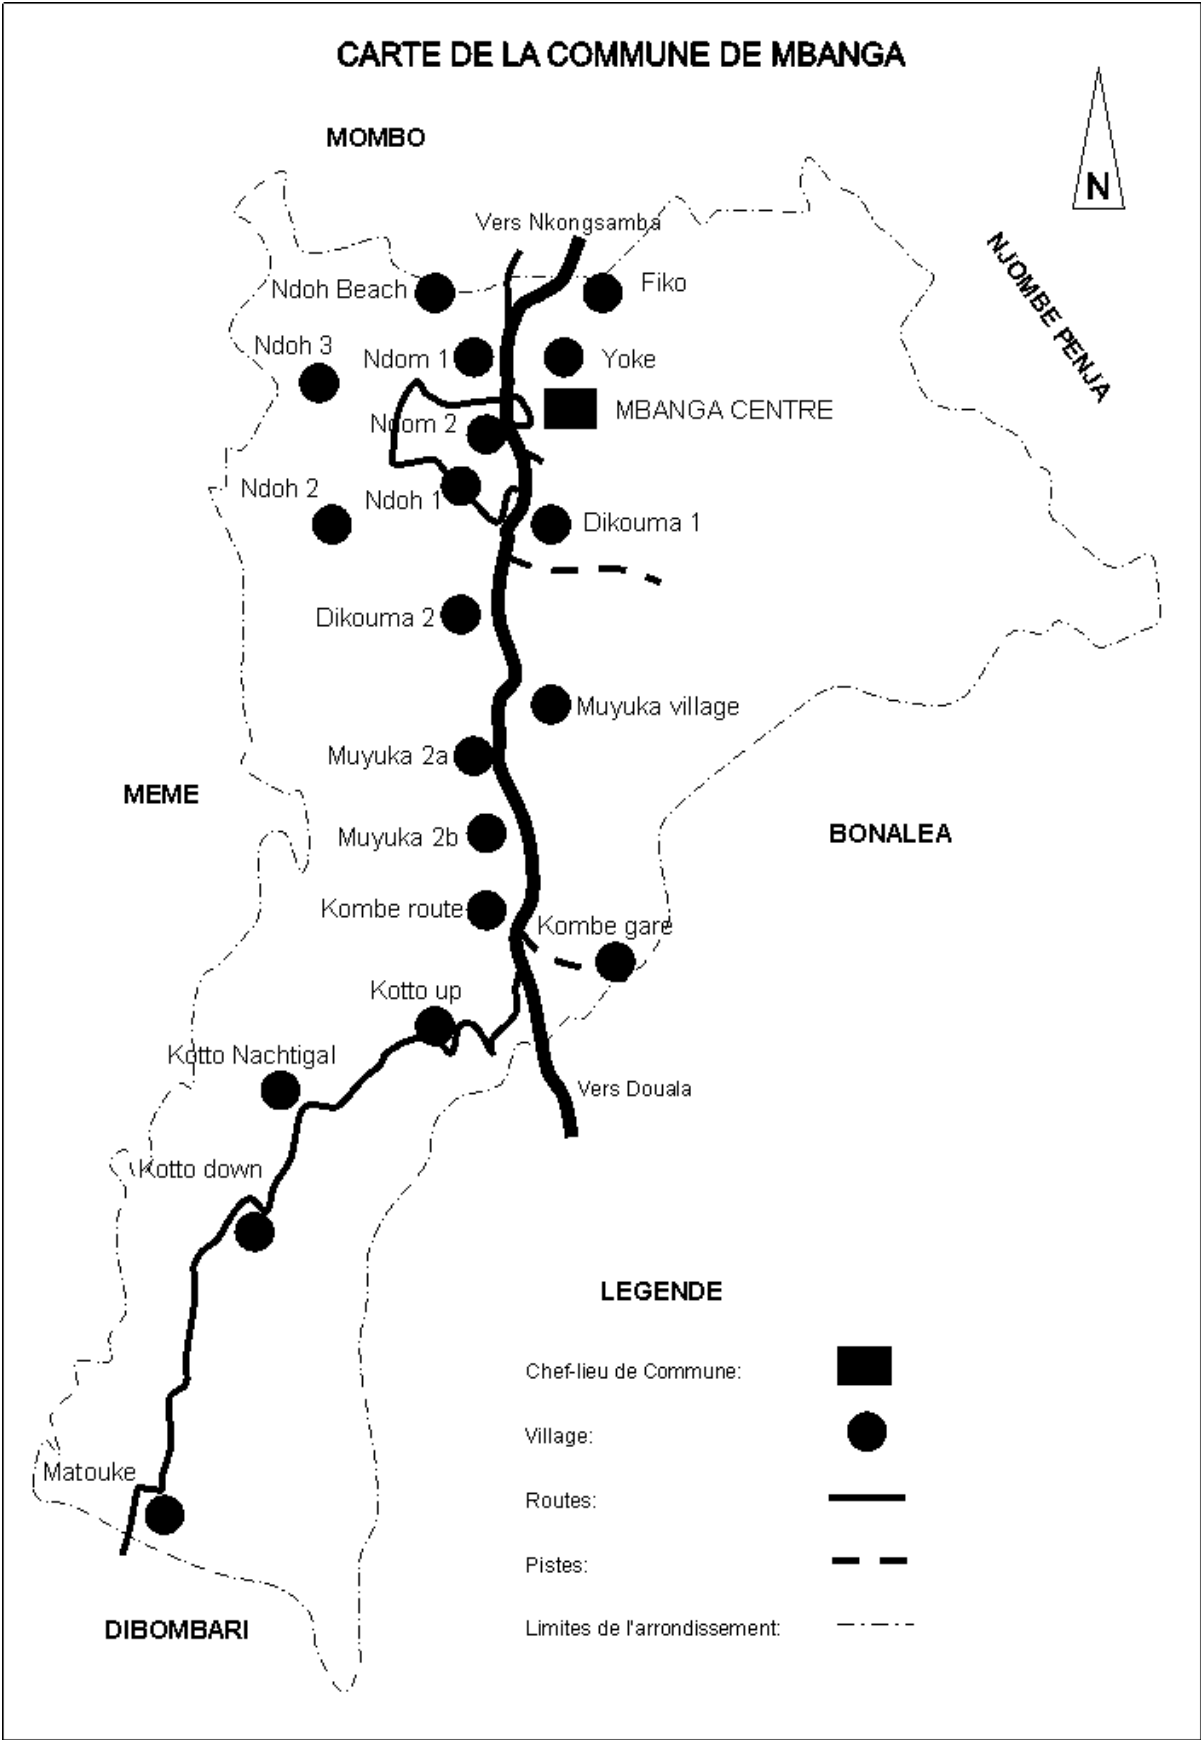 CARTE DE LA COMMUNE DE MBANGA
MOMBO
N
Vers Nkongsamba
NJOMBE PENJA
Ndoh Beach
Fiko
Ndoh 3
Ndom 1
Yoke
MBANGA CENTRE
Ndom 2
Ndoh 2
Ndoh 1
Dikouma 1
Dikouma 2
Muyuka village
Muyuka 2a
MEME
BONALEA
Muyuka 2b
Kombe route
Kombe gare
Kotto up
Kotto Nachtigal
Vers Douala
Kotto down
LEGENDE
Chef-lieu de Commune:
Village:
Matouke
Routes:
Pistes:
DIBOMBARI
Limites de l'arrondissement: